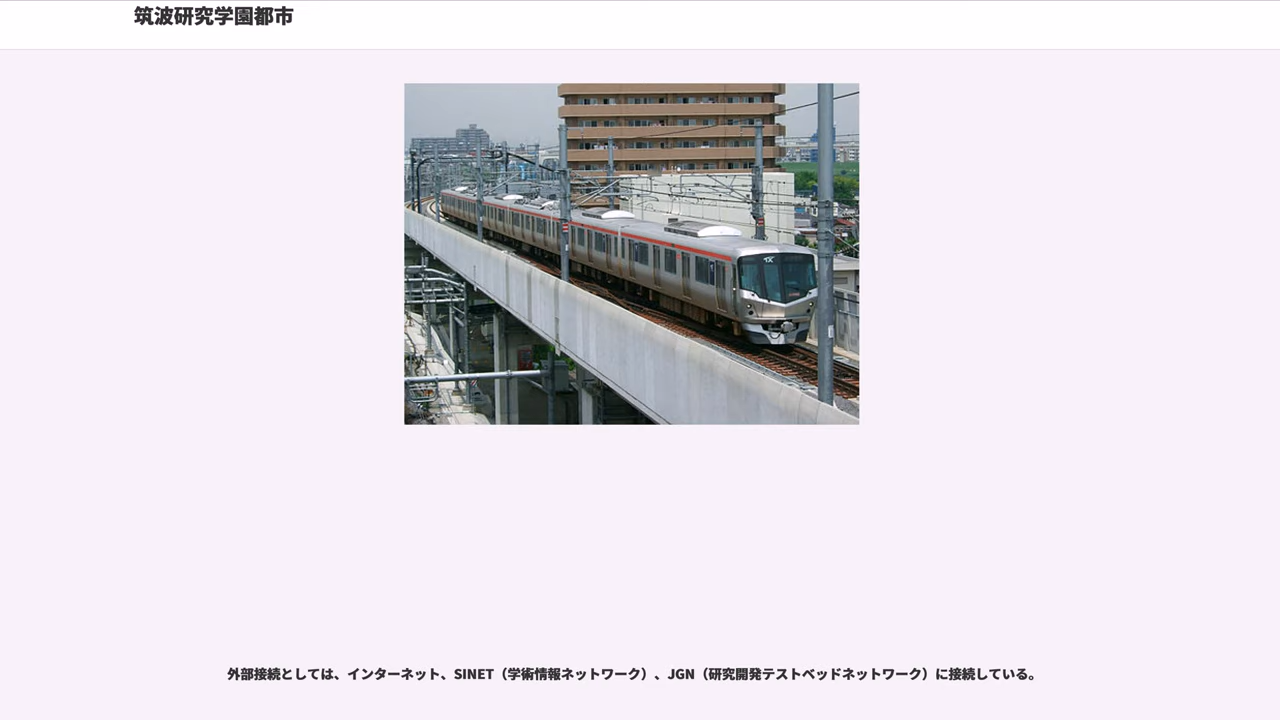 筑波研究学園都市
TX
外部接続としては、インターネット、SINET（学術情報ネットワーク）、JGN（研究開発テストベッドネットワーク）に接続している。